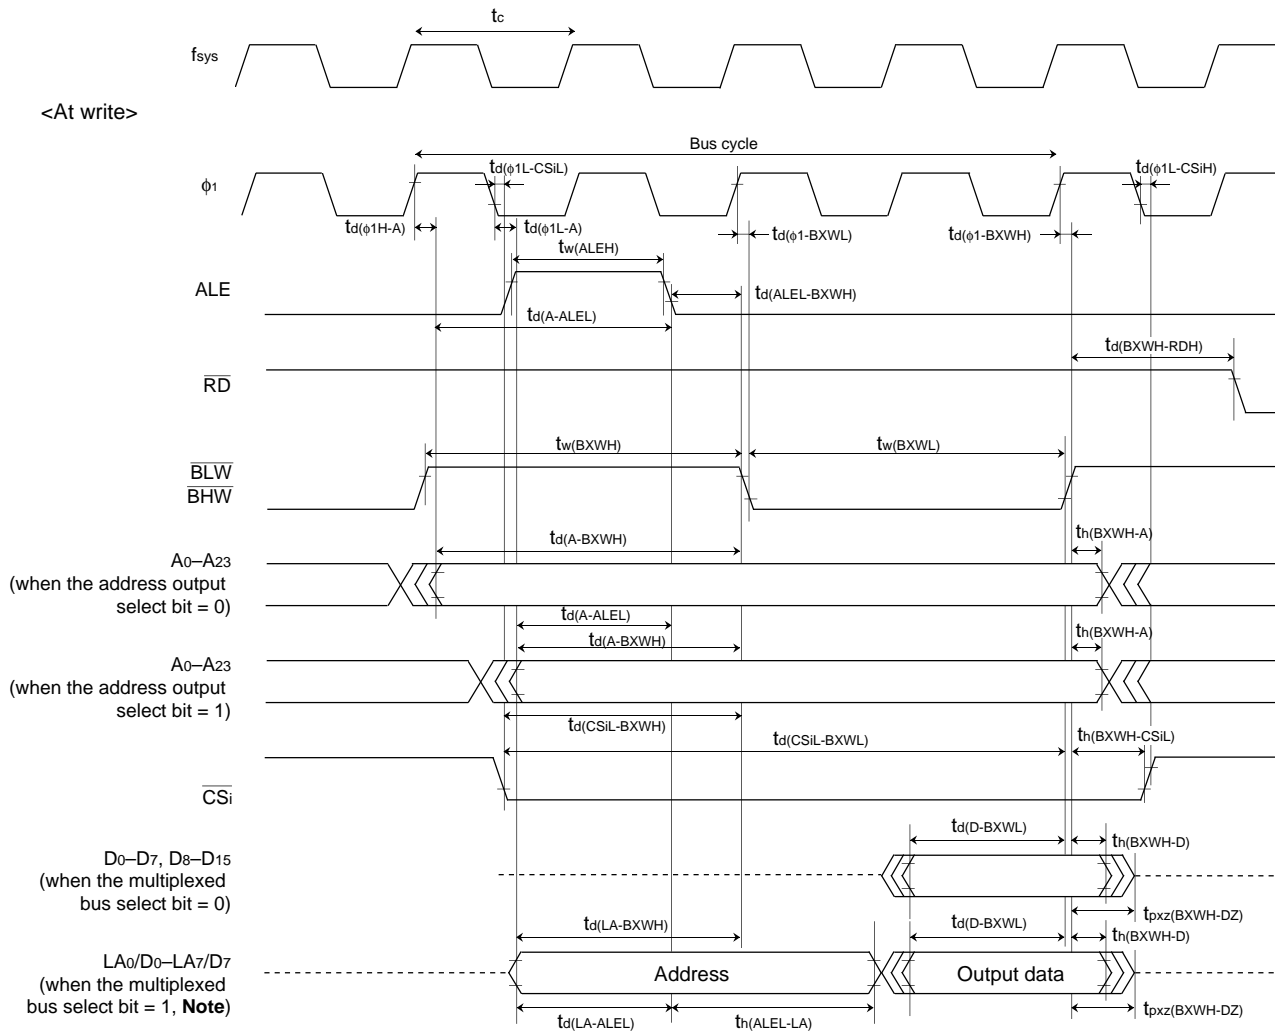 tc
fsys
<At write>
Bus cycle
td(ϕ1L-CSiL)
td(ϕ1L-CSiH)
ϕ1
td(ϕ1H-A)
td(ϕ1L-A)
td(ϕ1-BXWL)
td(ϕ1-BXWH)
tw(ALEH)
ALE
td(ALEL-BXWH)
td(A-ALEL)
td(BXWH-RDH)
RD
tw(BXWH)
tw(BXWL)
BLW
BHW
td(A-BXWH)
th(BXWH-A)
A0–A23
(when the address output
select bit = 0)
td(A-ALEL)
td(A-BXWH)
th(BXWH-A)
A0–A23
(when the address output
select bit = 1)
td(CSiL-BXWH)
td(CSiL-BXWL)
th(BXWH-CSiL)
CSi
td(D-BXWL)
th(BXWH-D)
D0–D7, D8–D15
(when the multiplexed
bus select bit = 0)
tpxz(BXWH-DZ)
td(LA-BXWH)
td(D-BXWL)
th(BXWH-D)
LA0/D0–LA7/D7
(when the multiplexed
bus select bit = 1, Note)
Address
Output data
tpxz(BXWH-DZ)
td(LA-ALEL)
th(ALEL-LA)